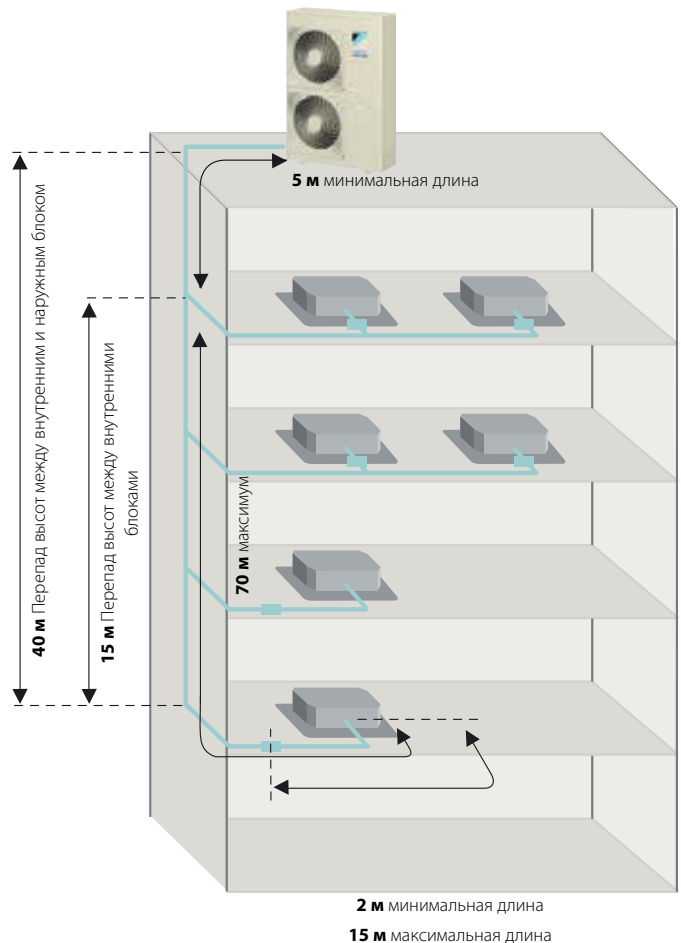 5 м минимальная длина
40 м Перепад высот между внутренним и наружным блоком
15 м Перепад высот между внутренними
блоками
70 м максимум
2 м минимальная длина
15 м максимальная длина